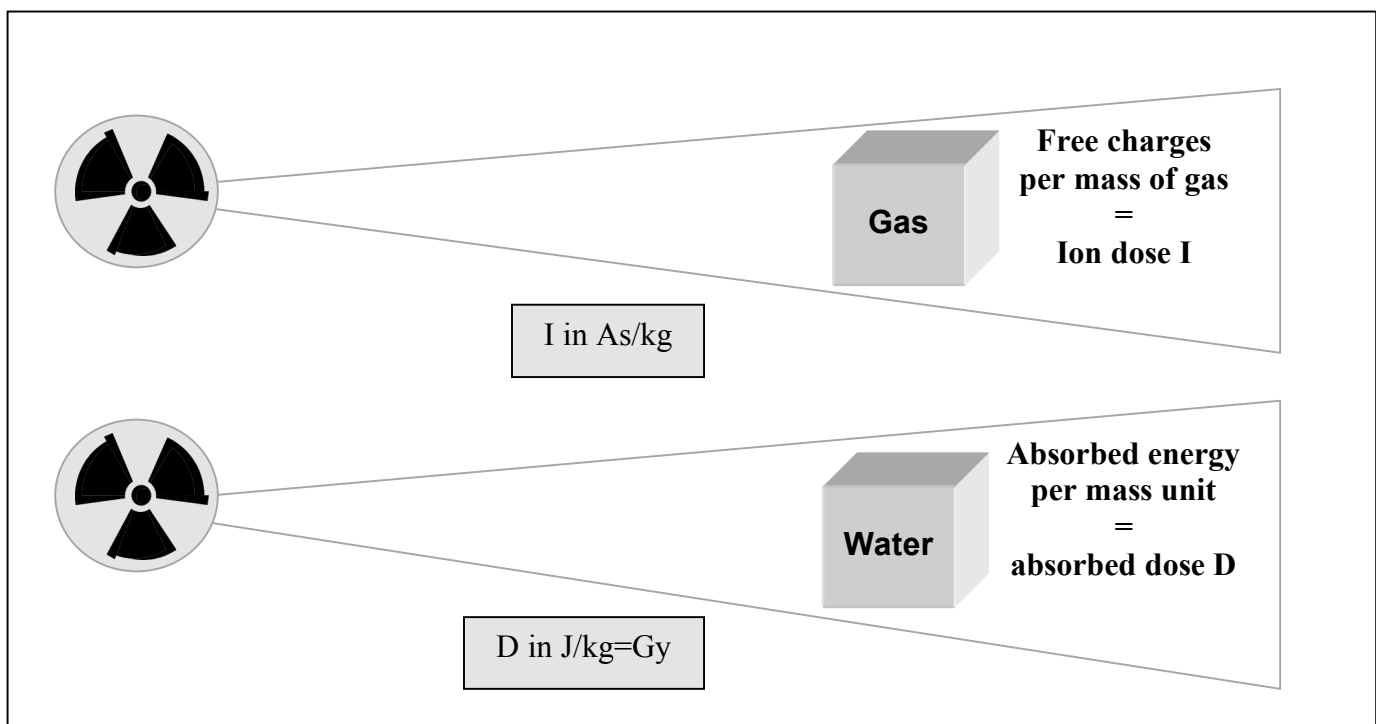 Free charges
per mass of gas
=
Ion dose I
Gas
I in As/kg
Absorbed energy
per mass unit
=
absorbed dose D
Water
D in J/kg=Gy